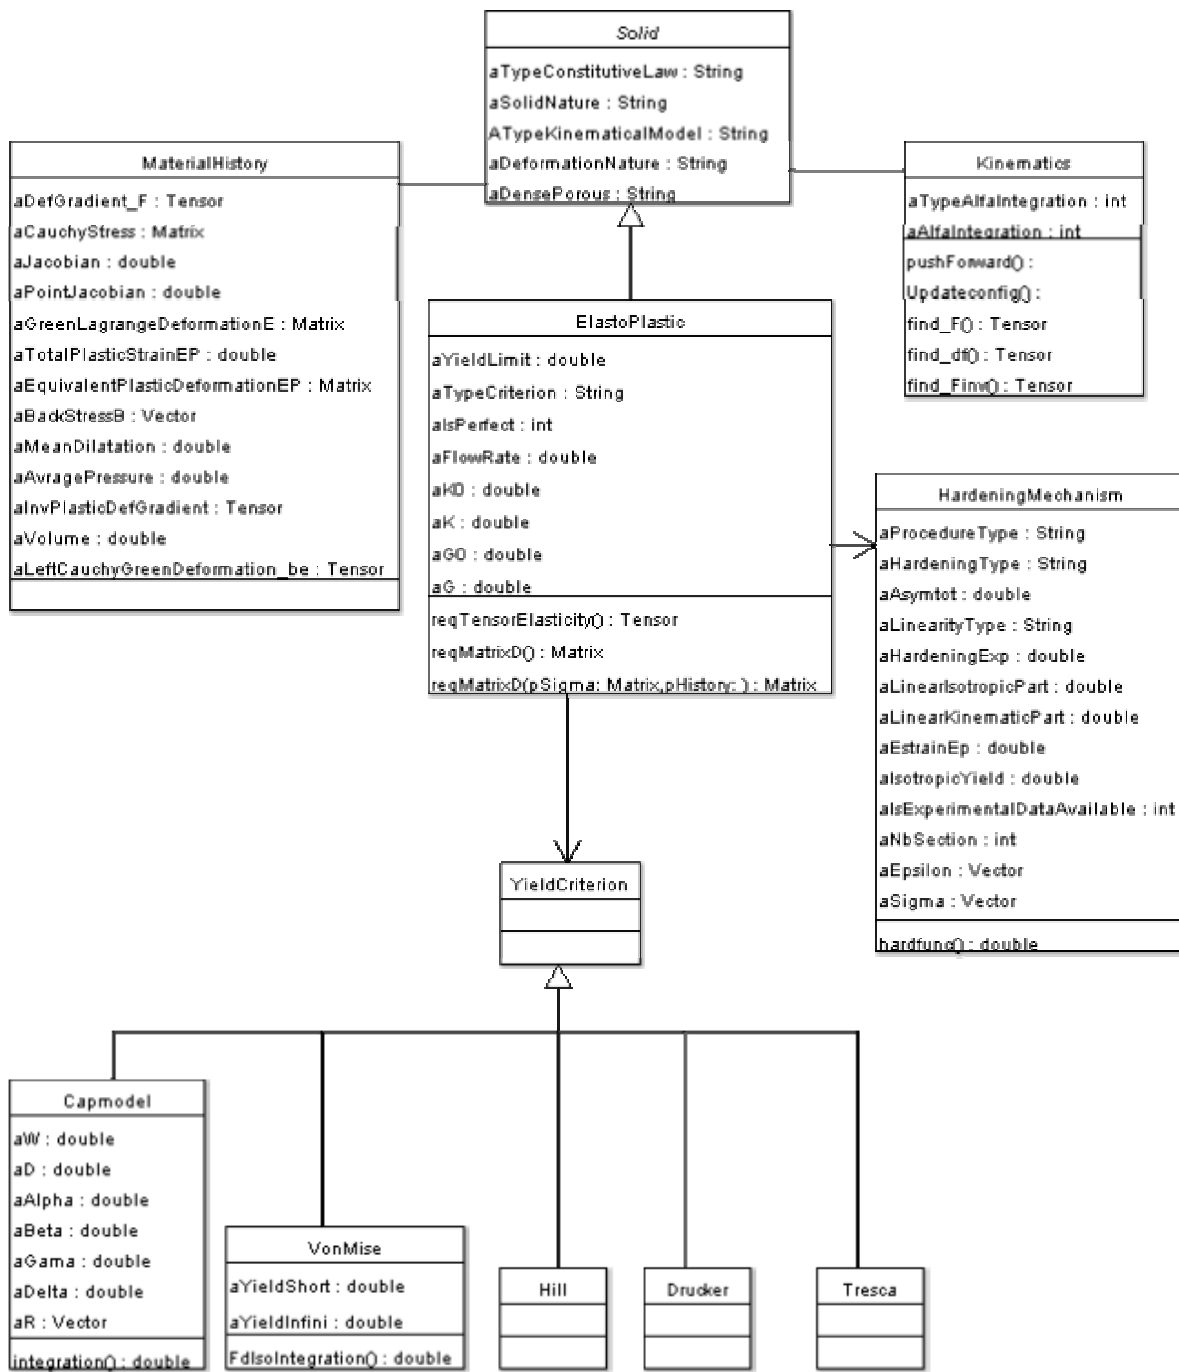 Solid
aTypeConstitutiveLaw : String
aSolidNature : String
ATypeKinematicalModel : String
aDeformationNature : String
aDensePorous : String
MaterialHistory
aDefGradient_F : Tensor
aCauchyStress : Matrix
aJacobian : double
aPointJacobian : double
aGreenLagrangeDeformationE : Matrix
aTotalPlasticStrainEP : double
aEquivalentPlasticDeformationEP : Matrix
aBackStressB : Vector
aMeanDilatation : double
aAvragePressure : double
aInvPlasticDefGradient : Tensor
aVolume : double
aLeftCauchyGreenDeformation_be : Tensor
Kinematics
aTypeAlfaIntegration : int
aAlfaIntegration : int
pushForward() :
Updateconfig() :
find_F() : Tensor
find_df() : Tensor
find_Finv() : Tensor
ElastoPlastic
aYieldLimit : double
aTypeCriterion : String
aIsPerfect : int
aFlowRate : double
aK0 : double
aK : double
aG0 : double
aG : double
reqTensorElasticity() : Tensor
reqMatrixD() : Matrix
reqMatrixD(pSigma: Matrix,pHistory: ) : Matrix
HardeningMechanism
aProcedureType : String
aHardeningType : String
aAsymtot : double
aLinearityType : String
aHardeningExp : double
aLinearIsotropicPart : double
aLinearKinematicPart : double
aEstrainEp : double
aIsotropicYield : double
aIsExperimentalDataAvailable : int
aNbSection : int
aEpsilon : Vector
aSigma : Vector
hardfunc() : double
YieldCriterion
Capmodel
aW : double
aD : double
aAlpha : double
aBeta : double
aGama : double
aDelta : double
aR : Vector
integration() : double
VonMise
aYieldShort : double
aYieldInfini : double
FdIsoIntegration() : double
Hill
Drucker
Tresca